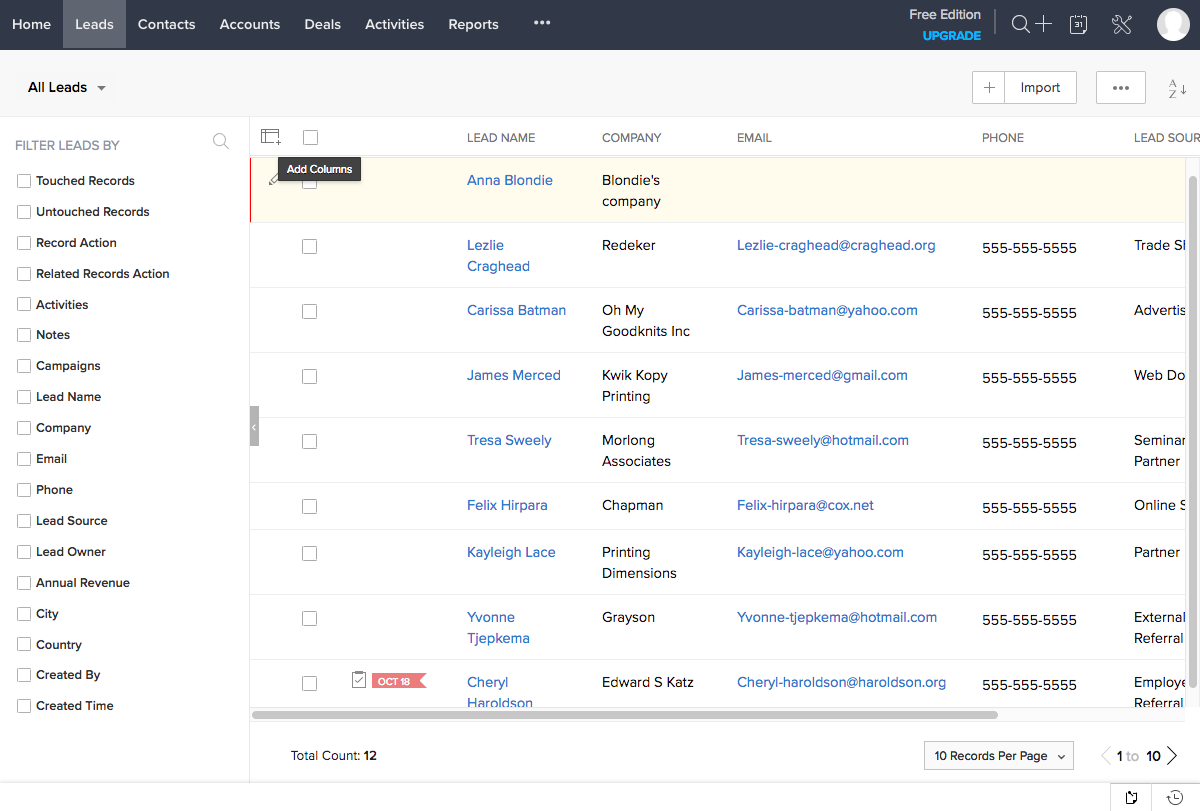 Home Leads Contacts Accounts Deals Activities Reports ••• Free Edition
UPGRADE
31
All Leads
+ Import ••• A
Z
FILTER LEADS BY
Touched Records
Untouched Records
Record Action
Related Records Action
Activities
Notes
Campaigns
Lead Name
Company
Email
Phone
Lead Source
Lead Owner
Annual Revenue
City
Country
Created By
Created Time
LEAD NAME COMPANY EMAIL PHONE LEAD SOUR
Add Columns
Anna Blondie Blondie's
company
Lezlie Redeker Lezlie-craghead@craghead.org 555-555-5555 Trade Sh
Craghead
Carissa Batman Oh My Carissa-batman@yahoo.com 555-555-5555 Advertis
Goodknits Inc
James Merced Kwik Kopy James-merced@gmail.com 555-555-5555 Web Do
Printing
Tresa Sweely Morlong Tresa-sweely@hotmail.com 555-555-5555 Seminar
Associates Partner
Felix Hirpara Chapman Felix-hirpara@cox.net 555-555-5555 Online S
Kayleigh Lace Printing Kayleigh-lace@yahoo.com 555-555-5555 Partner
Dimensions
Yvonne Grayson Yvonne-tjepkema@hotmail.com 555-555-5555 External
Tjepkema Referral
OCT 18 Cheryl Edward S Katz Cheryl-haroldson@haroldson.org 555-555-5555 Employe
Haroldson Referral
Total Count: 12 10 Records Per Page 1 to 10